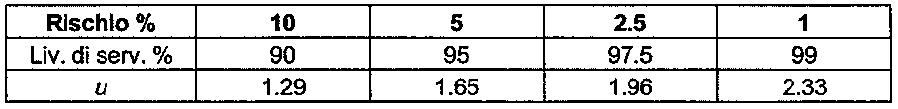 Rischio % 10 5 2.5 1
Liv. di serv. % 90 95 97.5 99
u 1.29 1.65 1.96 2.33